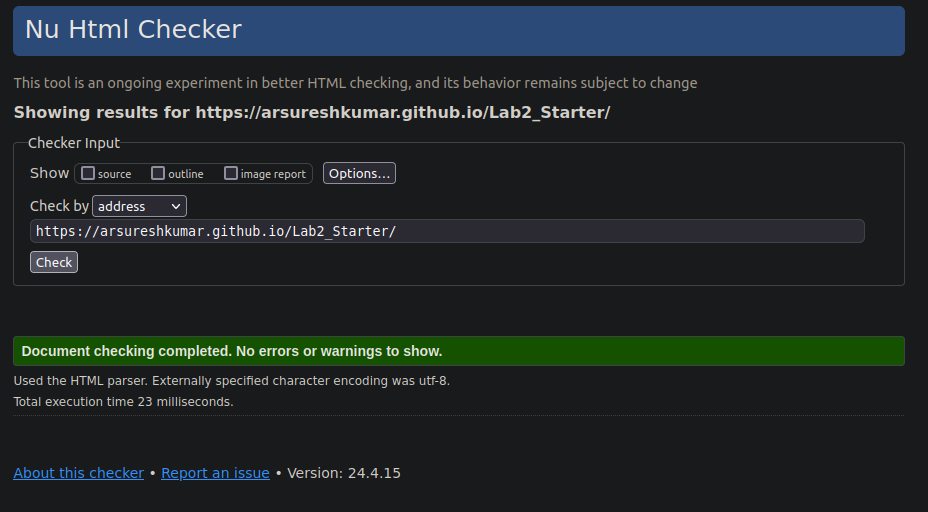 Nu Html Checker
This tool is an ongoing experiment in better HTML checking, and its behavior remains subject to change
Showing results for https://arsureshkumar.github.io/Lab2_Starter/
Checker Input
Show source outline image report Options...
Check by address
https://arsureshkumar.github.io/Lab2_Starter/
Check
Document checking completed. No errors or warnings to show.
Used the HTML parser. Externally specified character encoding was utf-8.
Total execution time 23 milliseconds.
About this checker • Report an issue • Version: 24.4.15